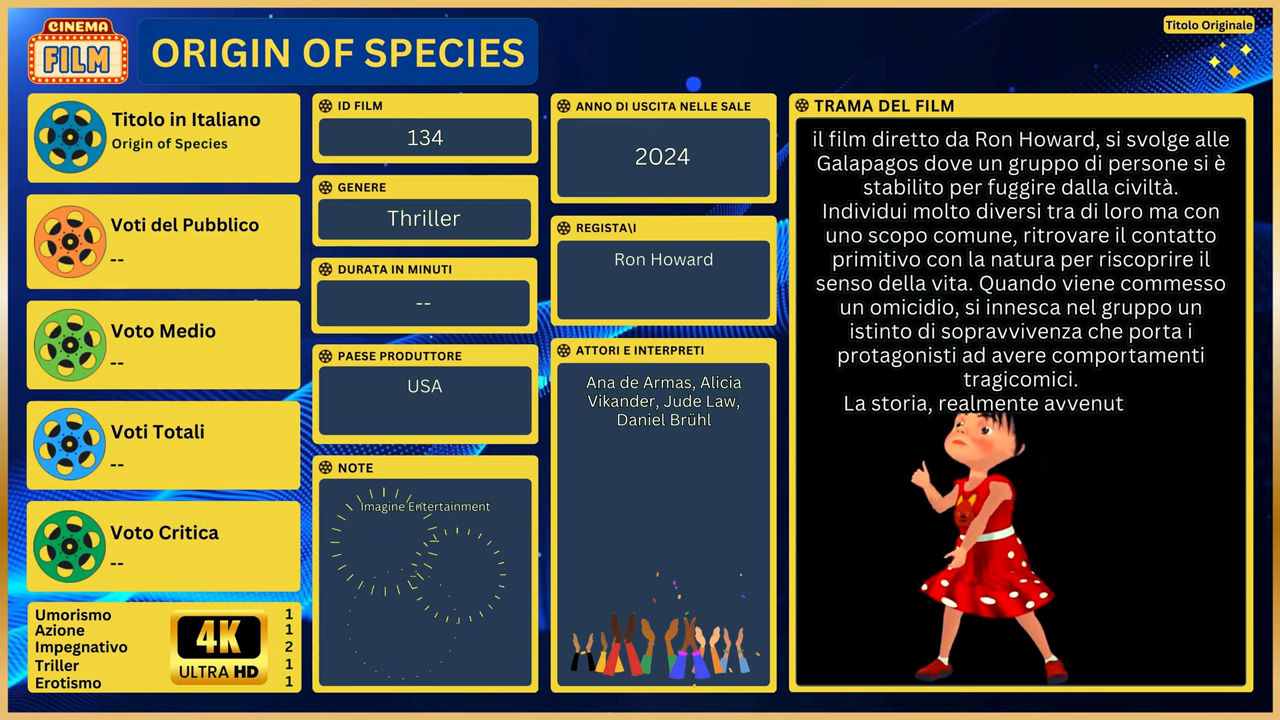 CINEMA
FILM
ORIGIN OF SPECIES
Titolo Originale
Titolo in Italiano
Origin of Species
Voti del Pubblico
--
Voto Medio
--
Voti Totali
--
Voto Critica
--
Umorismo 1
Azione 1
Impegnativo 2
Triller 1
Erotismo 1
4K
ULTRA HD
ID FILM
134
GENERE
Thriller
DURATA IN MINUTI
--
PAESE PRODUTTORE
USA
NOTE
Imagine Entertainment
ANNO DI USCITA NELLE SALE
2024
REGISTA\I
Ron Howard
ATTORI E INTERPRETI
Ana de Armas, Alicia
Vikander, Jude Law,
Daniel Brühl
TRAMA DEL FILM
il film diretto da Ron Howard, si svolge alle
Galapagos dove un gruppo di persone si è
stabilito per fuggire dalla civiltà.
Individui molto diversi tra di loro ma con
uno scopo comune, ritrovare il contatto
primitivo con la natura per riscoprire il
senso della vita. Quando viene commesso
un omicidio, si innesca nel gruppo un
istinto di sopravvivenza che porta i
protagonisti ad avere comportamenti
tragicomici.
La storia, realmente avvenut